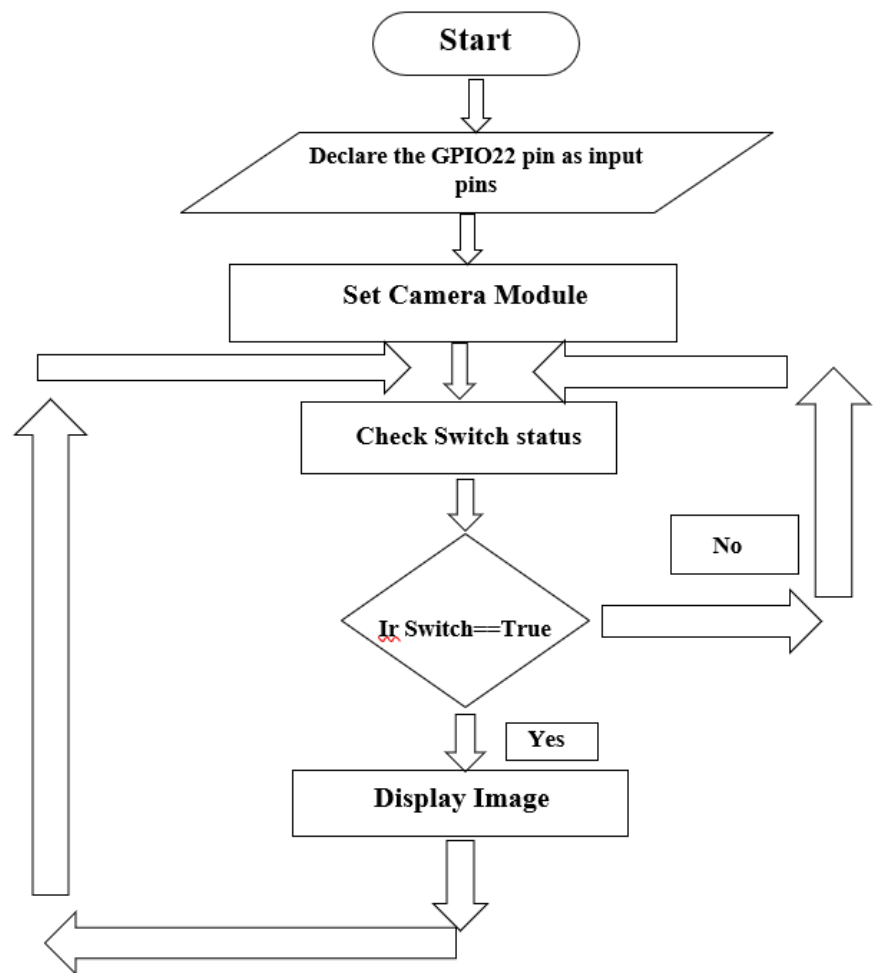 Start
Declare the GPIO22 pin as input
pins
Set Camera Module
Check Switch status
No
Ir Switch==True
Yes
Display Image